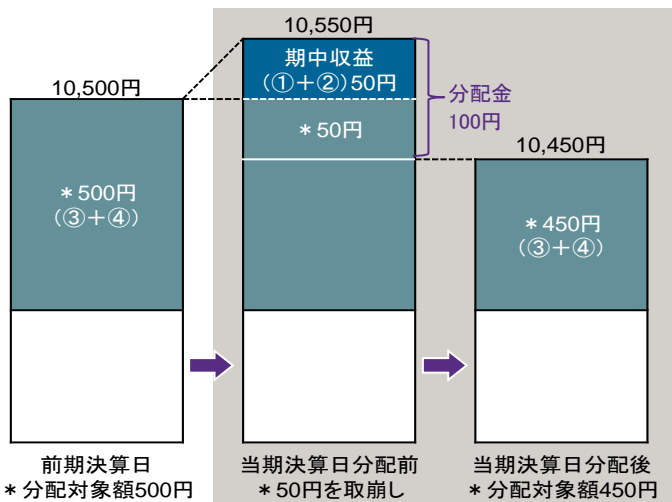 10,500円
＊500円
（③＋④）
前期決算日
＊分配対象額500円
10,550円
期中収益
（①＋②）50円
＊50円
分配金
100円
当期決算日分配前
＊50円を取崩し
10,450円
＊450円
（③＋④）
当期決算日分配後
＊分配対象額450円